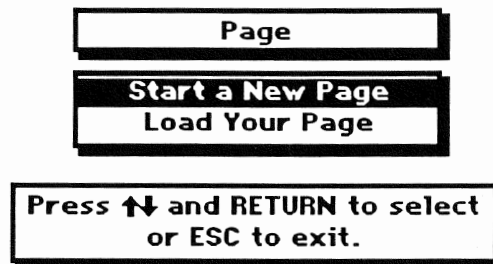 Page
Start a New Page
Load Your Page
Press ↑↓ and RETURN to select
or ESC to exit.